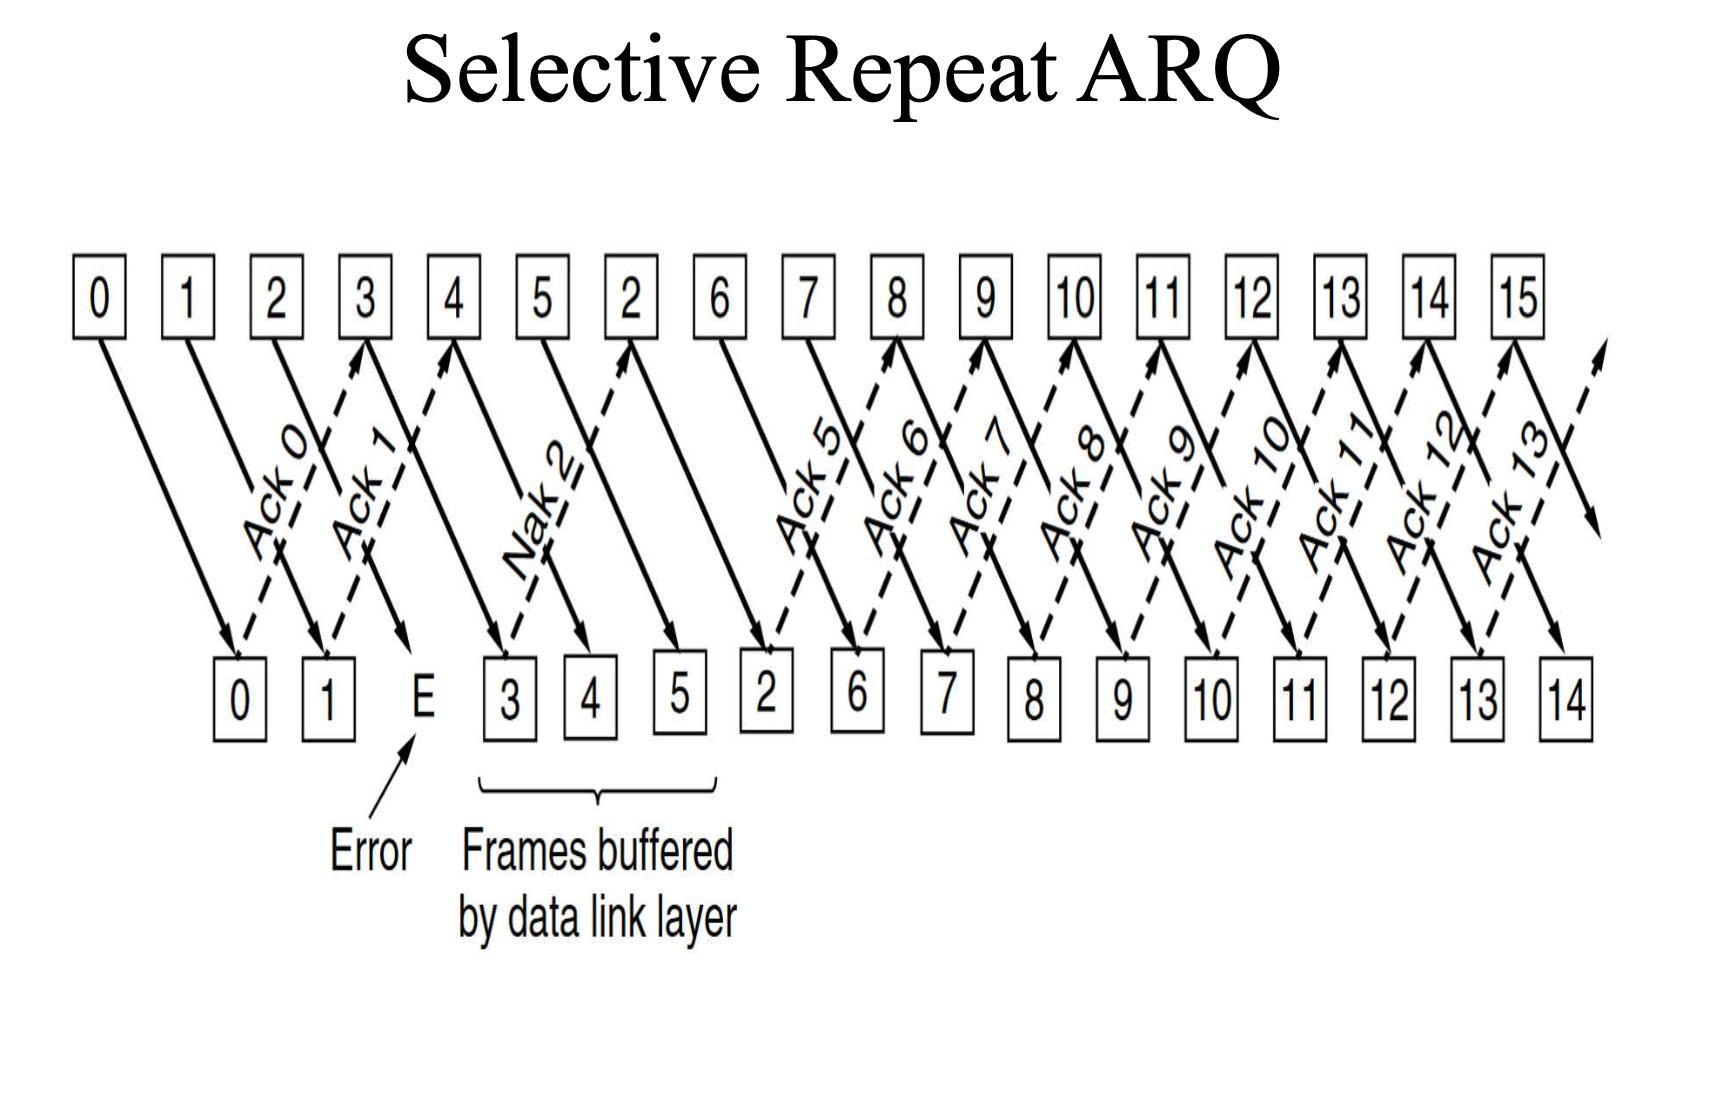 Selective Repeat ARQ
0 1 2 3 4 5 2 6 7 8 9 10 11 12 13 14 15
Ack 0 Ack 1 Nak 2 Ack 5 Ack 6 Ack 7 Ack 8 Ack 9 Ack 10 Ack 11 Ack 12 Ack 13
0 1 E 3 4 5 2 6 7 8 9 10 11 12 13 14
Error
Frames buffered
by data link layer